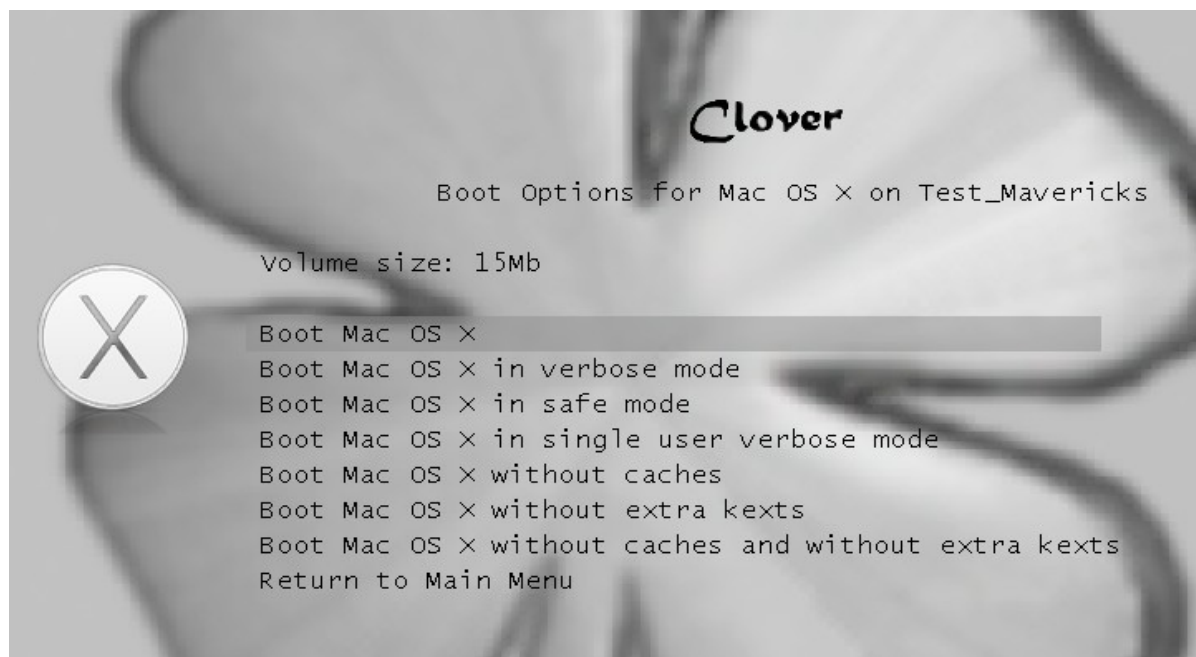 Clover
Boot Options for Mac OS X on Test_Mavericks
Volume size: 15Mb
Boot Mac OS X
Boot Mac OS X in verbose mode
Boot Mac OS X in safe mode
Boot Mac OS X in single user verbose mode
Boot Mac OS X without caches
Boot Mac OS X without extra kexts
Boot Mac OS X without caches and without extra kexts
Return to Main Menu